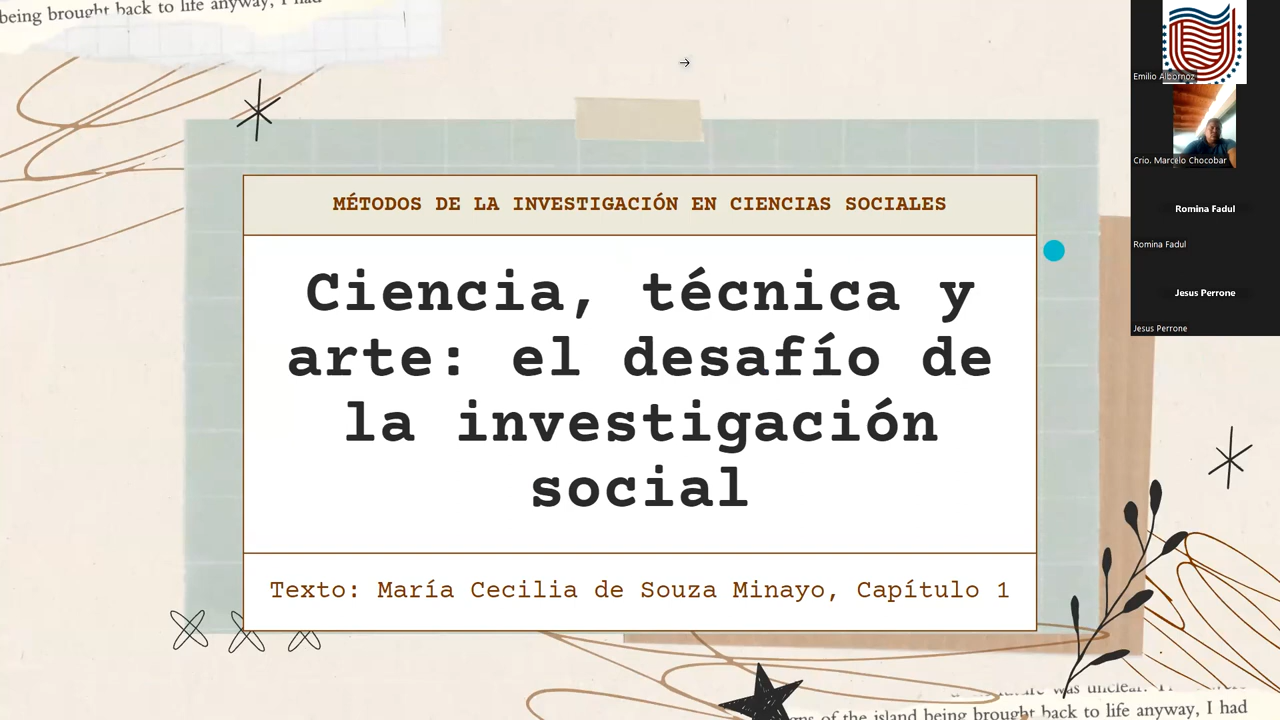 being brought back to life anyway, I had
MÉTODOS DE LA INVESTIGACIÓN EN CIENCIAS SOCIALES
Ciencia, técnica y
arte: el desafío de
la investigación
social
Texto: María Cecilia de Souza Minayo, Capítulo 1
Emilio Albornoz
Crio. Marcelo Chocobar
Romina Fadul
Romina Fadul
Jesus Perrone
Jesus Perrone
was unclear.
of the island being brought back to life anyway, I had